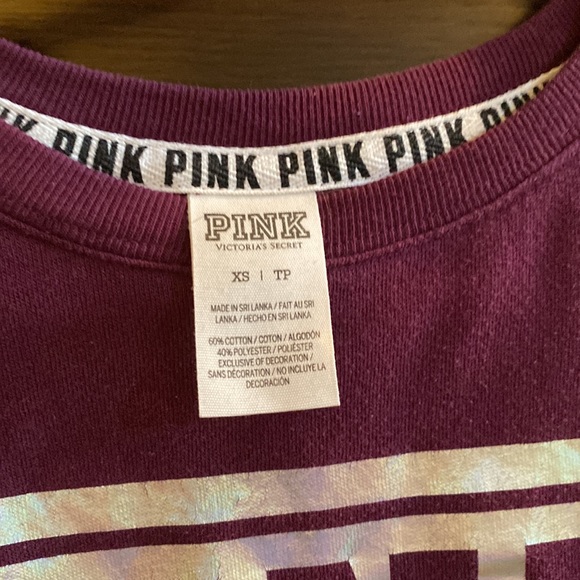 PINK PINK PINK PINK PINK
PINK
VICTORIA'S SECRET
XS | TP
MADE IN SRI LANKA / FAIT AU SRI
LANKA / HECHO EN SRI LANKA
60% COTTON / COTON / ALGODÓN
40% POLYESTER / POLIÉSTER
EXCLUSIVE OF DECORATION /
SANS DÉCORATION / NO INCLUYE LA
DECORACIÓN